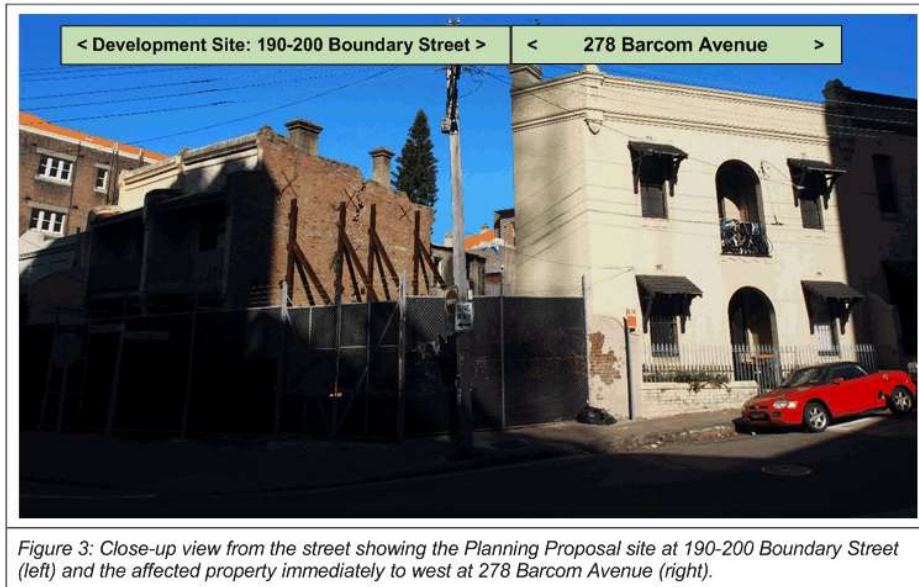 < Development Site: 190-200 Boundary Street >
< 278 Barcom Avenue >
Figure 3: Close-up view from the street showing the Planning Proposal site at 190-200 Boundary Street
(left) and the affected property immediately to west at 278 Barcom Avenue (right).